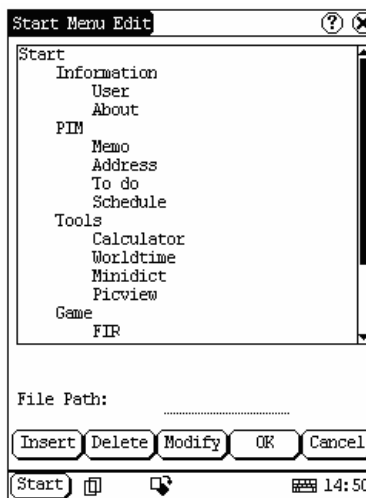 Start Menu Edit ?
Start
Information
User
About
PIM
Memo
Address
To do
Schedule
Tools
Calculator
Worldtime
Minidict
Picview
Game
FIR
File Path:
Insert Delete Modify OK Cancel
Start 14:50